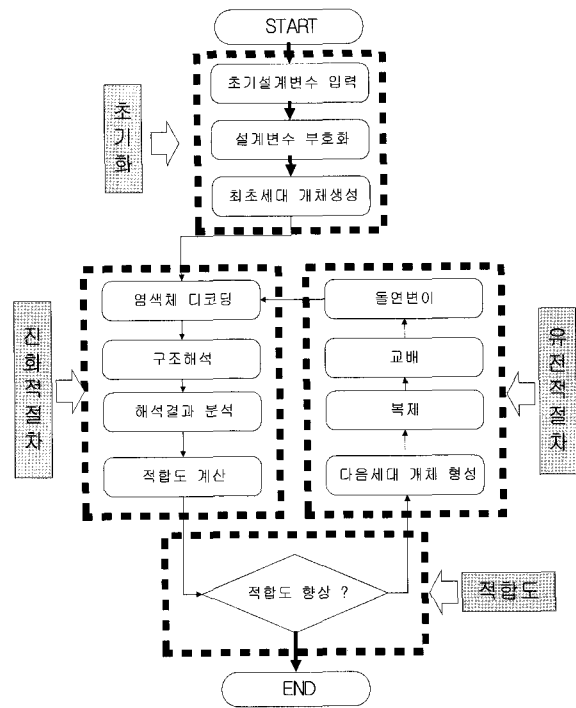 START
초기화
초기설계변수 입력
설계변수 부호화
최초세대 개체생성
진화적절차
염색체 디코딩
구조해석
해석결과 분석
적합도 계산
돌연변이
교배
복제
다음세대 개체 형성
유전적절차
적합도 향상 ?
적합도
END